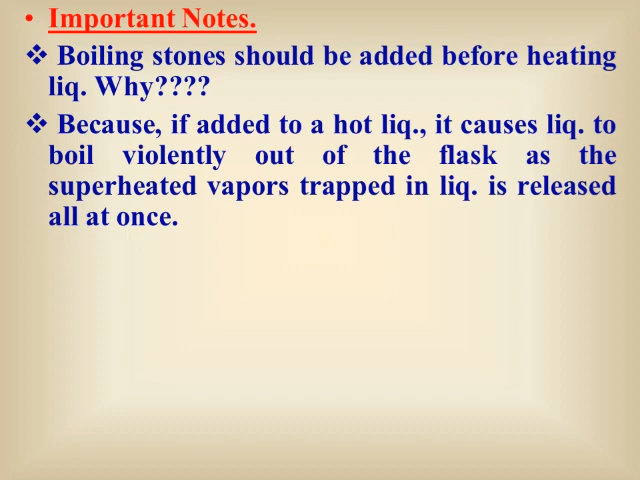 • Important Notes.
❖ Boiling stones should be added before heating
liq. Why????
❖ Because, if added to a hot liq., it causes liq. to
boil violently out of the flask as the
superheated vapors trapped in liq. is released
all at once.